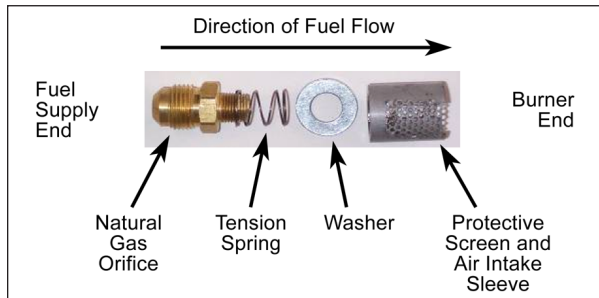 Direction of Fuel Flow
Fuel
Supply
End
Burner
End
Natural
Gas
Orifice
Tension
Spring
Washer
Protective
Screen and
Air Intake
Sleeve